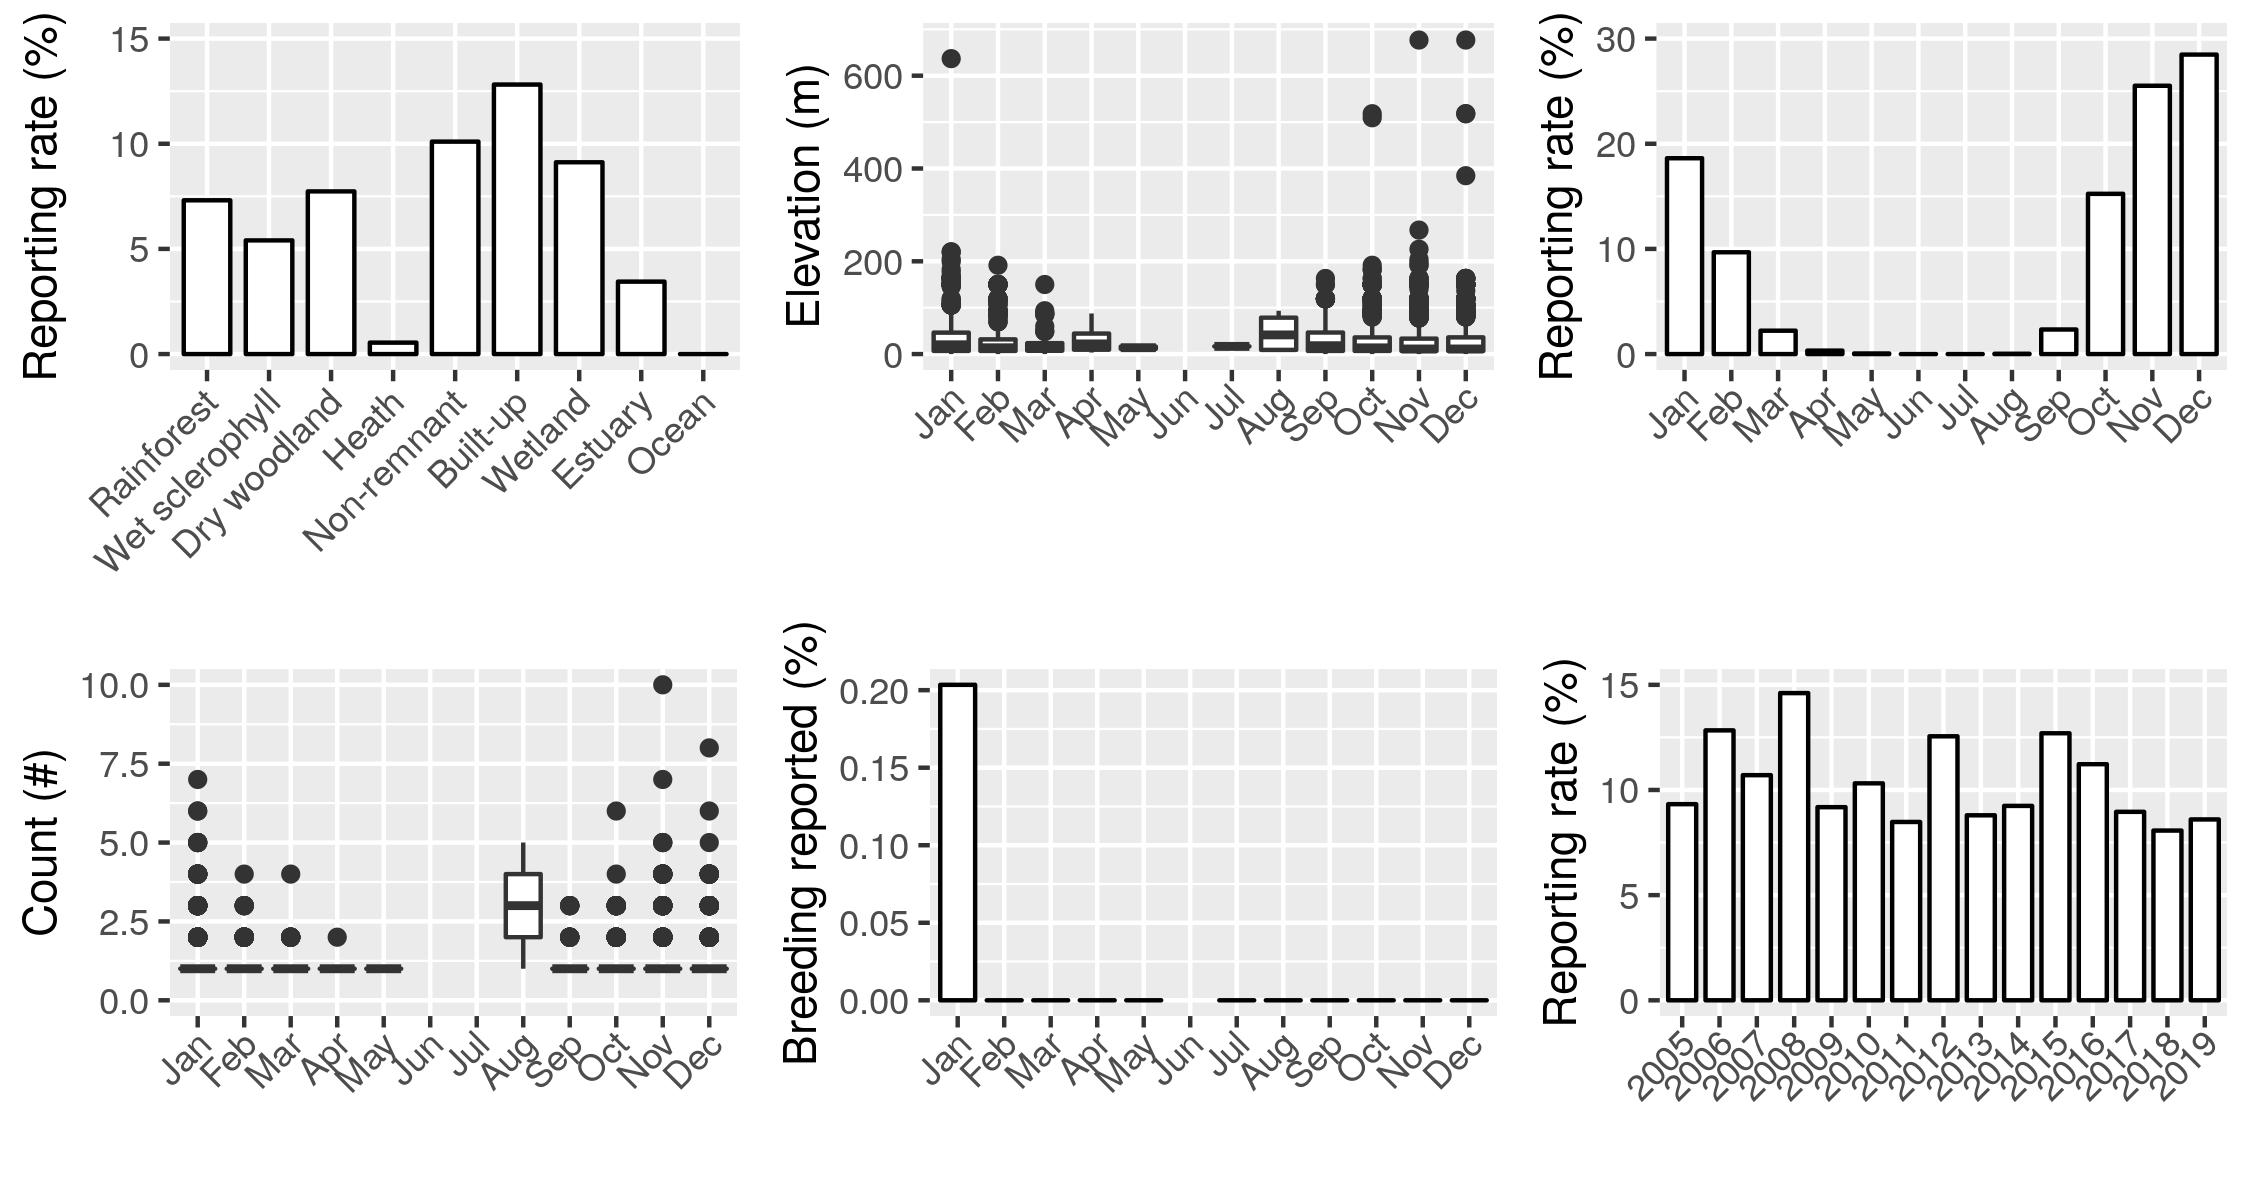 Reporting rate (%)
15
10
5
0
Rainforest
Wet sclerophyll
Dry woodland
Heath
Non-remnant
Built-up
Wetland
Estuary
Ocean
Elevation (m)
600
400
200
0
Jan
Feb
Mar
Apr
May
Jun
Jul
Aug
Sep
Oct
Nov
Dec
Reporting rate (%)
30
20
10
0
Jan
Feb
Mar
Apr
May
Jun
Jul
Aug
Sep
Oct
Nov
Dec
Count (#)
10.0
7.5
5.0
2.5
0.0
Jan
Feb
Mar
Apr
May
Jun
Jul
Aug
Sep
Oct
Nov
Dec
Breeding reported (%)
0.20
0.15
0.10
0.05
0.00
Jan
Feb
Mar
Apr
May
Jun
Jul
Aug
Sep
Oct
Nov
Dec
Reporting rate (%)
15
10
5
0
2005
2006
2007
2008
2009
2010
2011
2012
2013
2014
2015
2016
2017
2018
2019